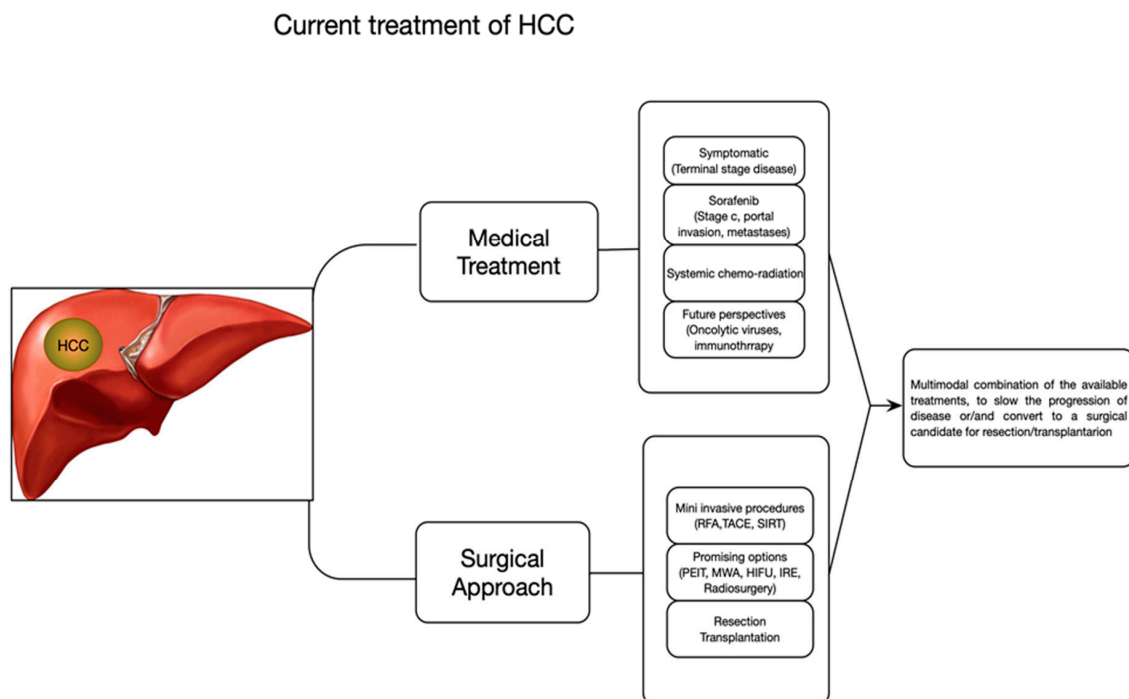 Current treatment of HCC
HCC
Medical
Treatment
Symptomatic
(Terminal stage disease)
Sorafenib
(Stage c, portal
invasion, metastases)
Systemic chemo-radiation
Future perspectives
(Oncolytic viruses,
immunothrrapy
Surgical
Approach
Mini invasive procedures
(RFA,TACE, SIRT)
Promising options
(PEIT, MWA, HIFU, IRE,
Radiosurgery)
Resection
Transplantation
Multimodal combination of the available
treatments, to slow the progression of
disease or/and convert to a surgical
candidate for resection/transplantarion